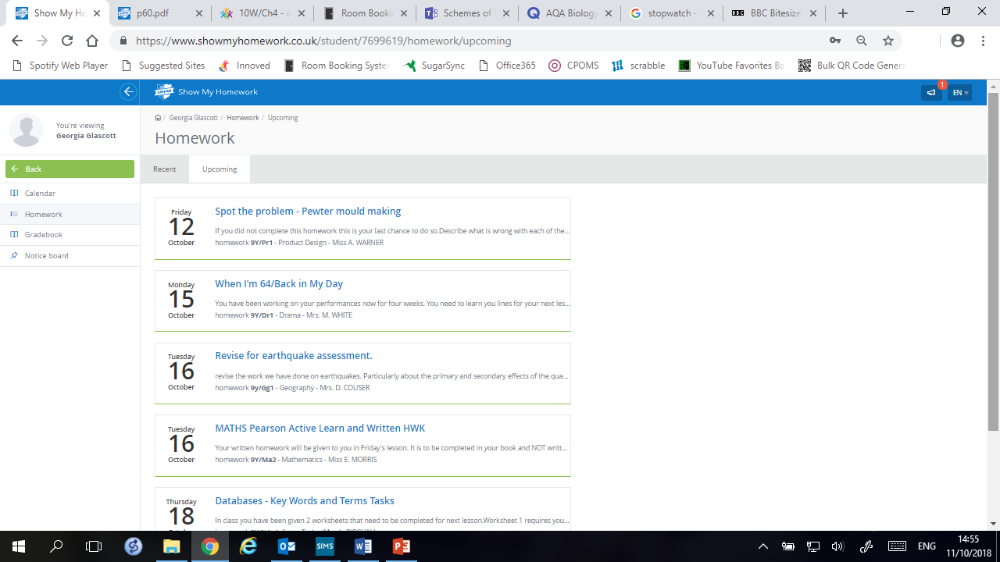 Show My Ho
p60.pdf
10W/Ch4 - c
Room Booki
Schemes of
AQA Biology
stopwatch -
BBC BBC Bitesize
https://www.showmyhomework.co.uk/student/7699619/homework/upcoming
Spotify Web Player
Suggested Sites
Innoved
Room Booking Syster
SugarSync
Office365
CPOMS
scrabble
YouTube Favorites Ba
Bulk QR Code Genera
Show My Homework
1
EN
You're viewing
Georgia Glascott
Back
Calendar
Homework
Gradebook
Notice board
/ Georgia Glascott / Homework / Upcoming
Homework
Recent
Upcoming
Friday
12
October
Spot the problem - Pewter mould making
If you did not complete this homework this is your last chance to do so.Describe what is wrong with each of the...
homework 9Y/Pr1 - Product Design - Miss A. WARNER
Monday
15
October
When I'm 64/Back in My Day
You have been working on your performances now for four weeks. You need to learn you lines for your next les...
homework 9Y/Dr1 - Drama - Mrs. M. WHITE
Tuesday
16
October
Revise for earthquake assessment.
revise the work we have done on earthquakes. Particularly about the primary and secondary effects of the qua...
homework 9y/Gg1 - Geography - Mrs. D. COUSER
Tuesday
16
October
MATHS Pearson Active Learn and Written HWK
Your written homework will be given to you in Friday's lesson. It is to be completed in your book and NOT writt...
homework 9Y/Ma2 - Mathematics - Miss E. MORRIS
Thursday
18
Databases - Key Words and Terms Tasks
In class you have been given 2 worksheets that need to be completed for next lesson.Worksheet 1 requires you...
SIMS
ENG
14:55
11/10/2018